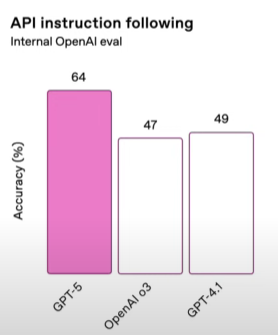 API instruction following
Internal OpenAI eval
64
47
49
Accuracy (%)
GPT-5
OpenAI o3
GPT-4.1